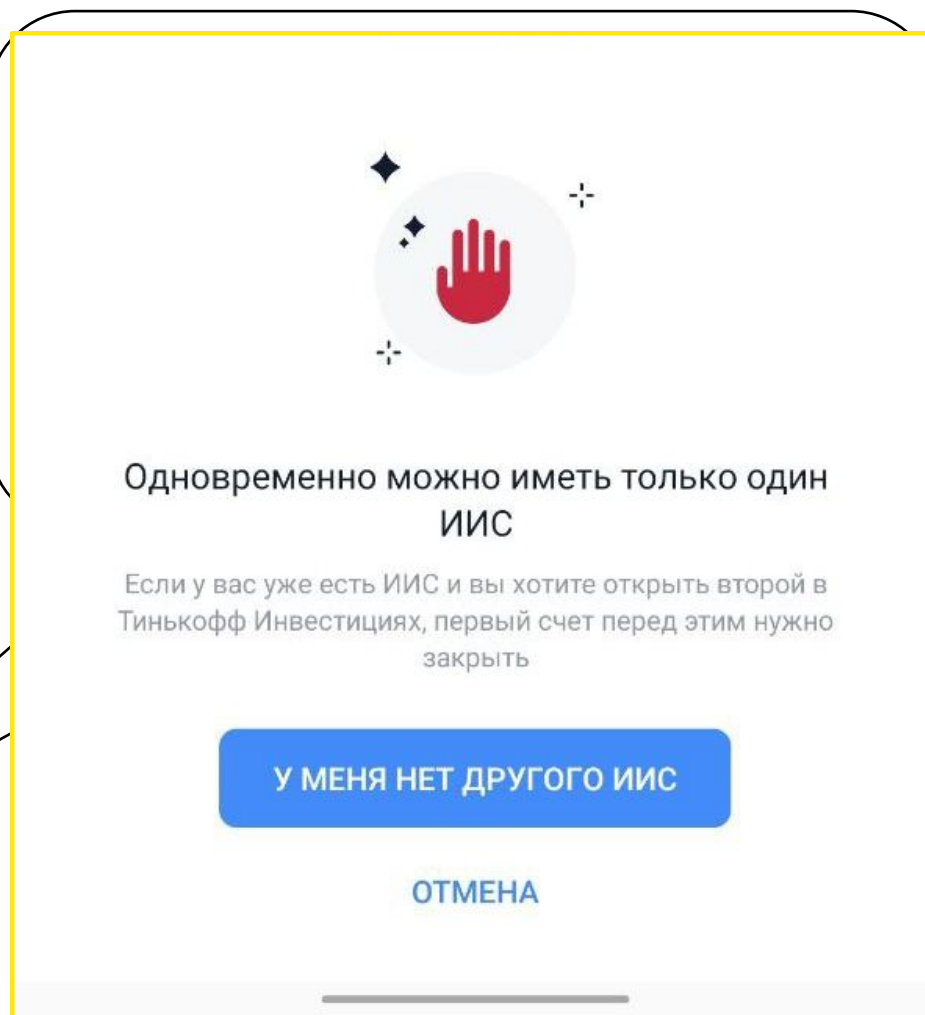 Одновременно можно иметь только один
ИИС
Если у вас уже есть ИИС и вы хотите открыть второй в
Тинькофф Инвестициях, первый счет перед этим нужно
закрыть
У МЕНЯ НЕТ ДРУГОГО ИИС
ОТМЕНА